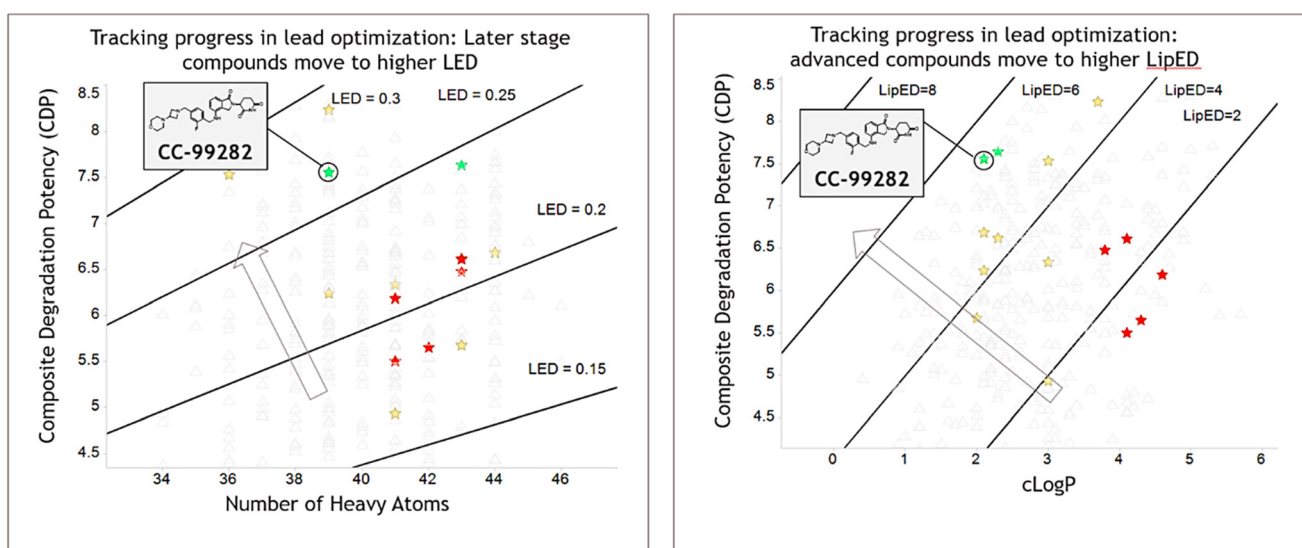 Tracking progress in lead optimization: Later stage
compounds move to higher LED
Composite Degradation Potency (CDP)
8.5
8
7.5
7
6.5
6
5.5
5
4.5
LED = 0.3
LED = 0.25
LED = 0.2
LED = 0.15
CC-99282
34 36 38 40 42 44 46
Number of Heavy Atoms
Tracking progress in lead optimization:
advanced compounds move to higher LipED
Composite Degradation Potency (CDP)
8.5
8
7.5
7
6.5
6
5.5
5
4.5
LipED=8
LipED=6
LipED=4
LipED=2
CC-99282
0 1 2 3 4 5 6
cLogP